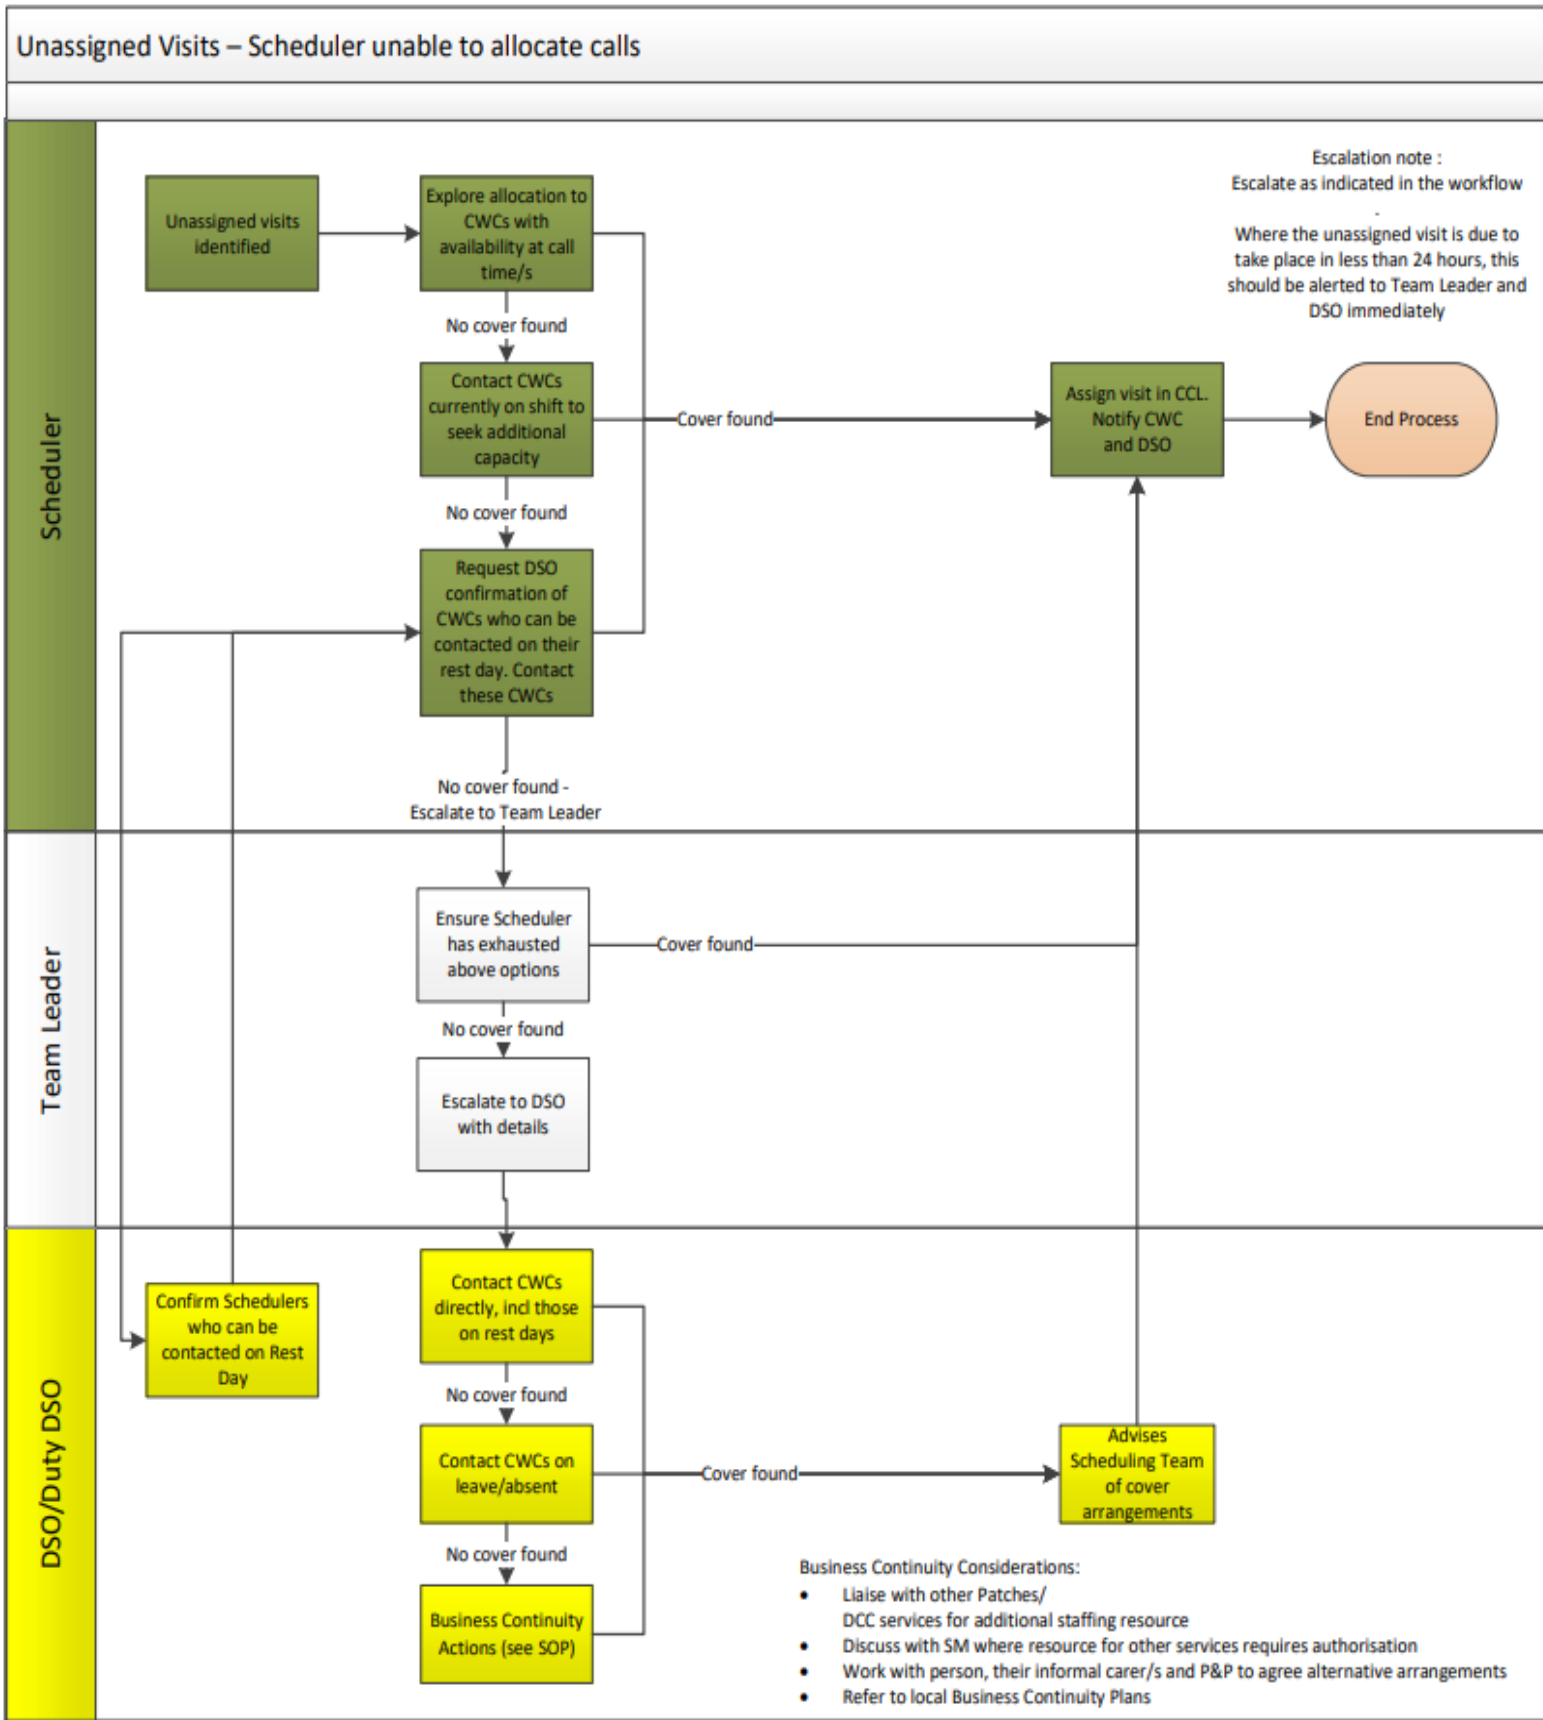 Unassigned Visits – Scheduler unable to allocate calls
Scheduler
Unassigned visits
identified
Explore allocation to
CWCs with
availability at call
time/s
Escalation note :
Escalate as indicated in the workflow
.
Where the unassigned visit is due to
take place in less than 24 hours, this
should be alerted to Team Leader and
DSO immediately
No cover found
Contact CWCs
currently on shift to
seek additional
capacity
Cover found
Assign visit in CCL.
Notify CWC
and DSO
End Process
No cover found
Request DSO
confirmation of
CWCs who can be
contacted on their
rest day. Contact
these CWCs
No cover found -
Escalate to Team Leader
Team Leader
Ensure Scheduler
has exhausted
above options
Cover found
No cover found
Escalate to DSO
with details
DSO/Duty DSO
Confirm Schedulers
who can be
contacted on Rest
Day
Contact CWCs
directly, incl those
on rest days
No cover found
Contact CWCs on
leave/absent
Cover found
Advises
Scheduling Team
of cover
arrangements
No cover found
Business Continuity
Actions (see SOP)
Business Continuity Considerations:
• Liaise with other Patches/
DCC services for additional staffing resource
• Discuss with SM where resource for other services requires authorisation
• Work with person, their informal carer/s and P&P to agree alternative arrangements
• Refer to local Business Continuity Plans